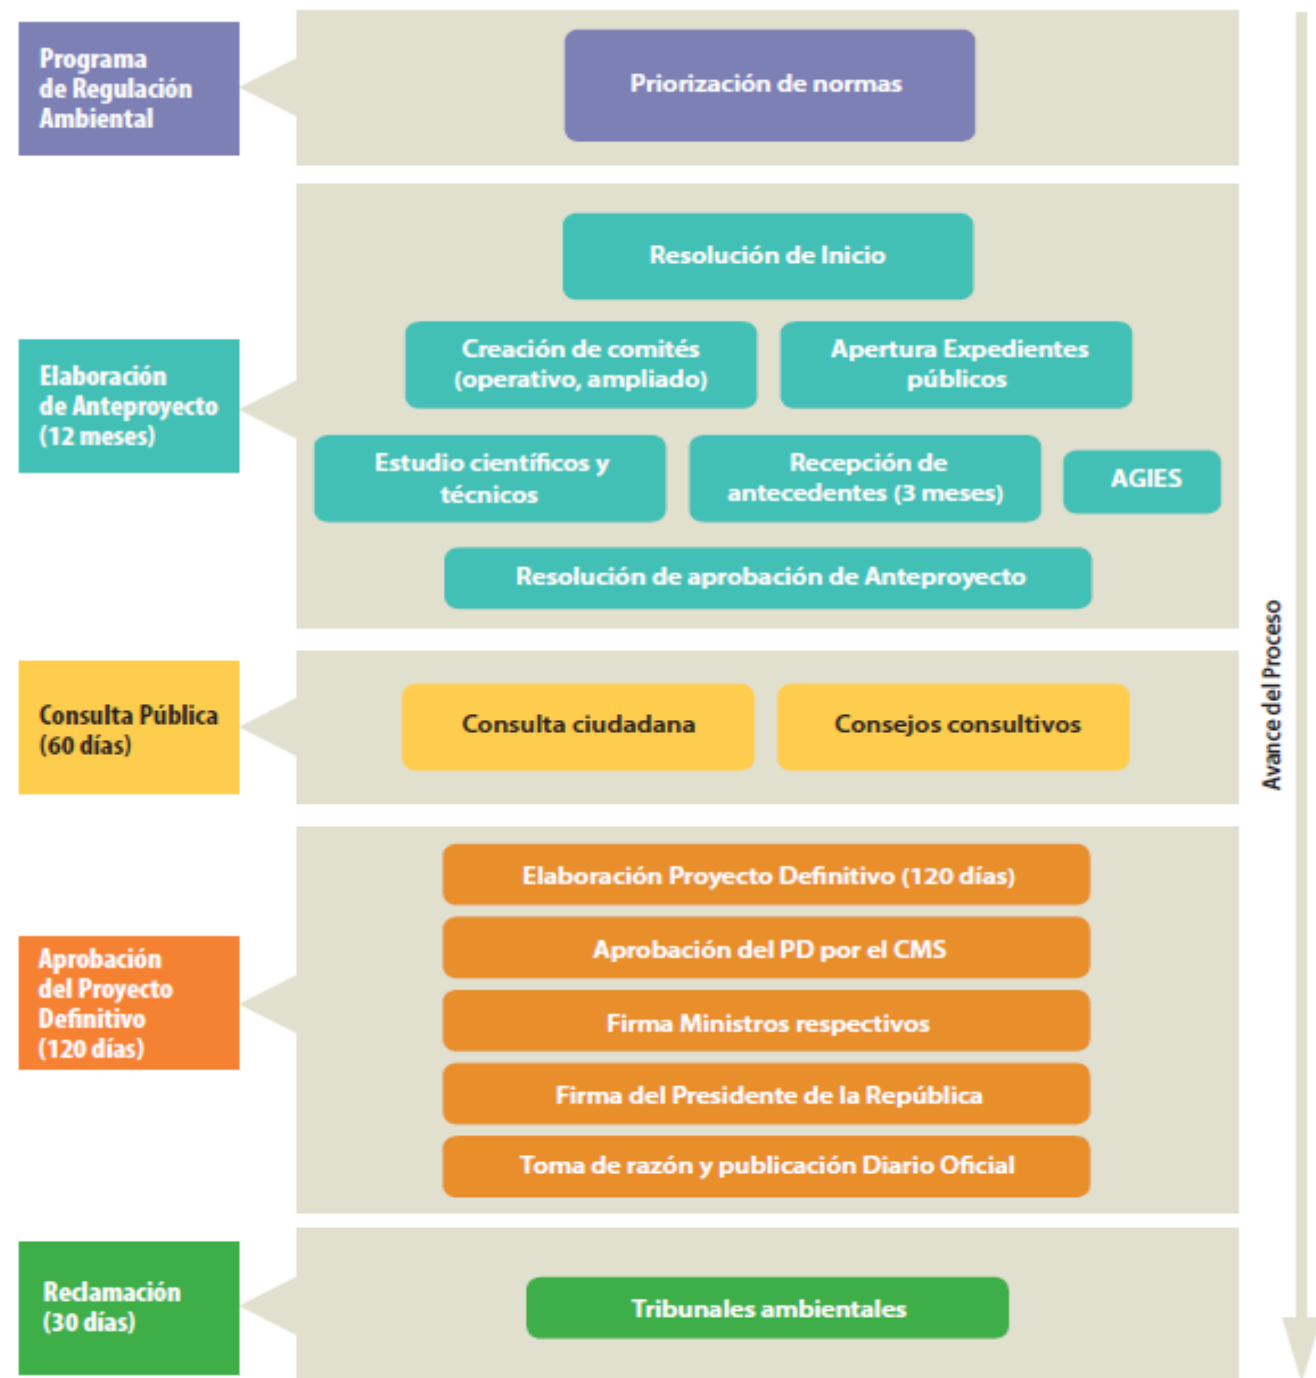 Programa
de Regulación
Ambiental
Priorización de normas
Elaboración
de Anteproyecto
(12 meses)
Resolución de Inicio
Creación de comités
(operativo, ampliado)
Apertura Expedientes
públicos
Estudio científicos y
técnicos
Recepción de
antecedentes (3 meses)
AGIES
Resolución de aprobación de Anteproyecto
Consulta Pública
(60 días)
Consulta ciudadana
Consejos consultivos
Aprobación
del Proyecto
Definitivo
(120 días)
Elaboración Proyecto Definitivo (120 días)
Aprobación del PD por el CMS
Firma Ministros respectivos
Firma del Presidente de la República
Toma de razón y publicación Diario Oficial
Reclamación
(30 días)
Tribunales ambientales
Avance del Proceso